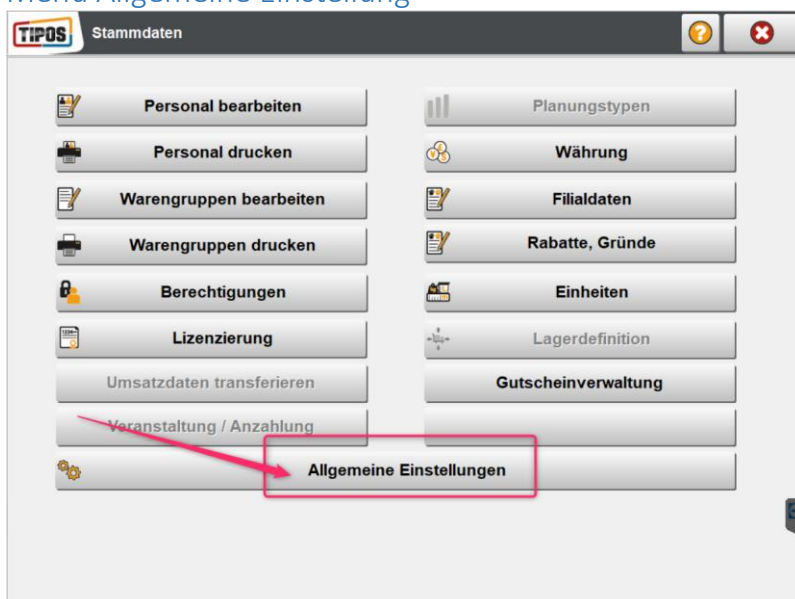 Menü Allgemeine Einstellung
TIPOS
Stammdaten
Personal bearbeiten
Planungstypen
Personal drucken
Währung
Warengruppen bearbeiten
Filialdaten
Warengruppen drucken
Rabatte, Gründe
Berechtigungen
Einheiten
Lizenzierung
Lagerdefinition
Umsatzdaten transferieren
Gutscheinverwaltung
Veranstaltung / Anzahlung
Allgemeine Einstellungen